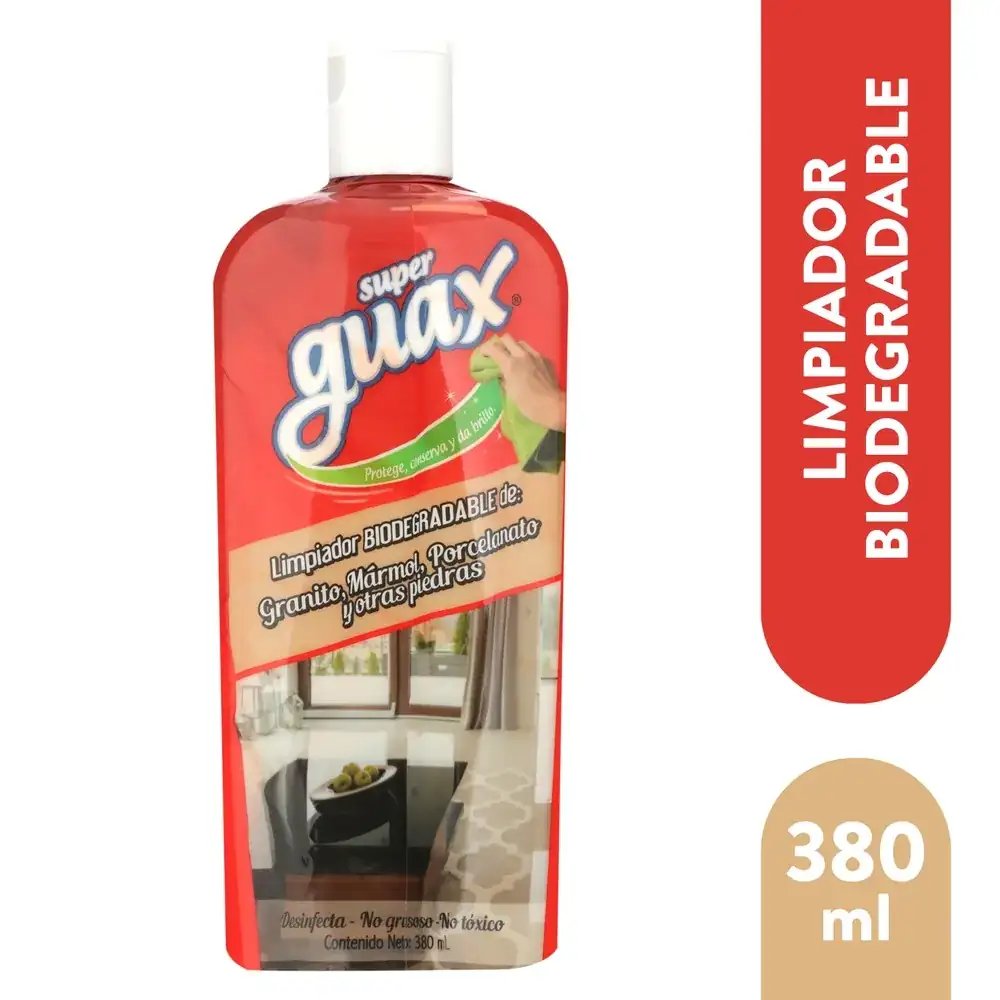 super
guax®
Protege, conserva y da brillo.
Limpiador BIODEGRADABLE de:
Granito, Mármol, Porcelanato
y otras piedras
Desinfecta - No grasoso - No tóxico
Contenido Neto: 380 mL
LIMPIADOR
BIODEGRADABLE
380
ml